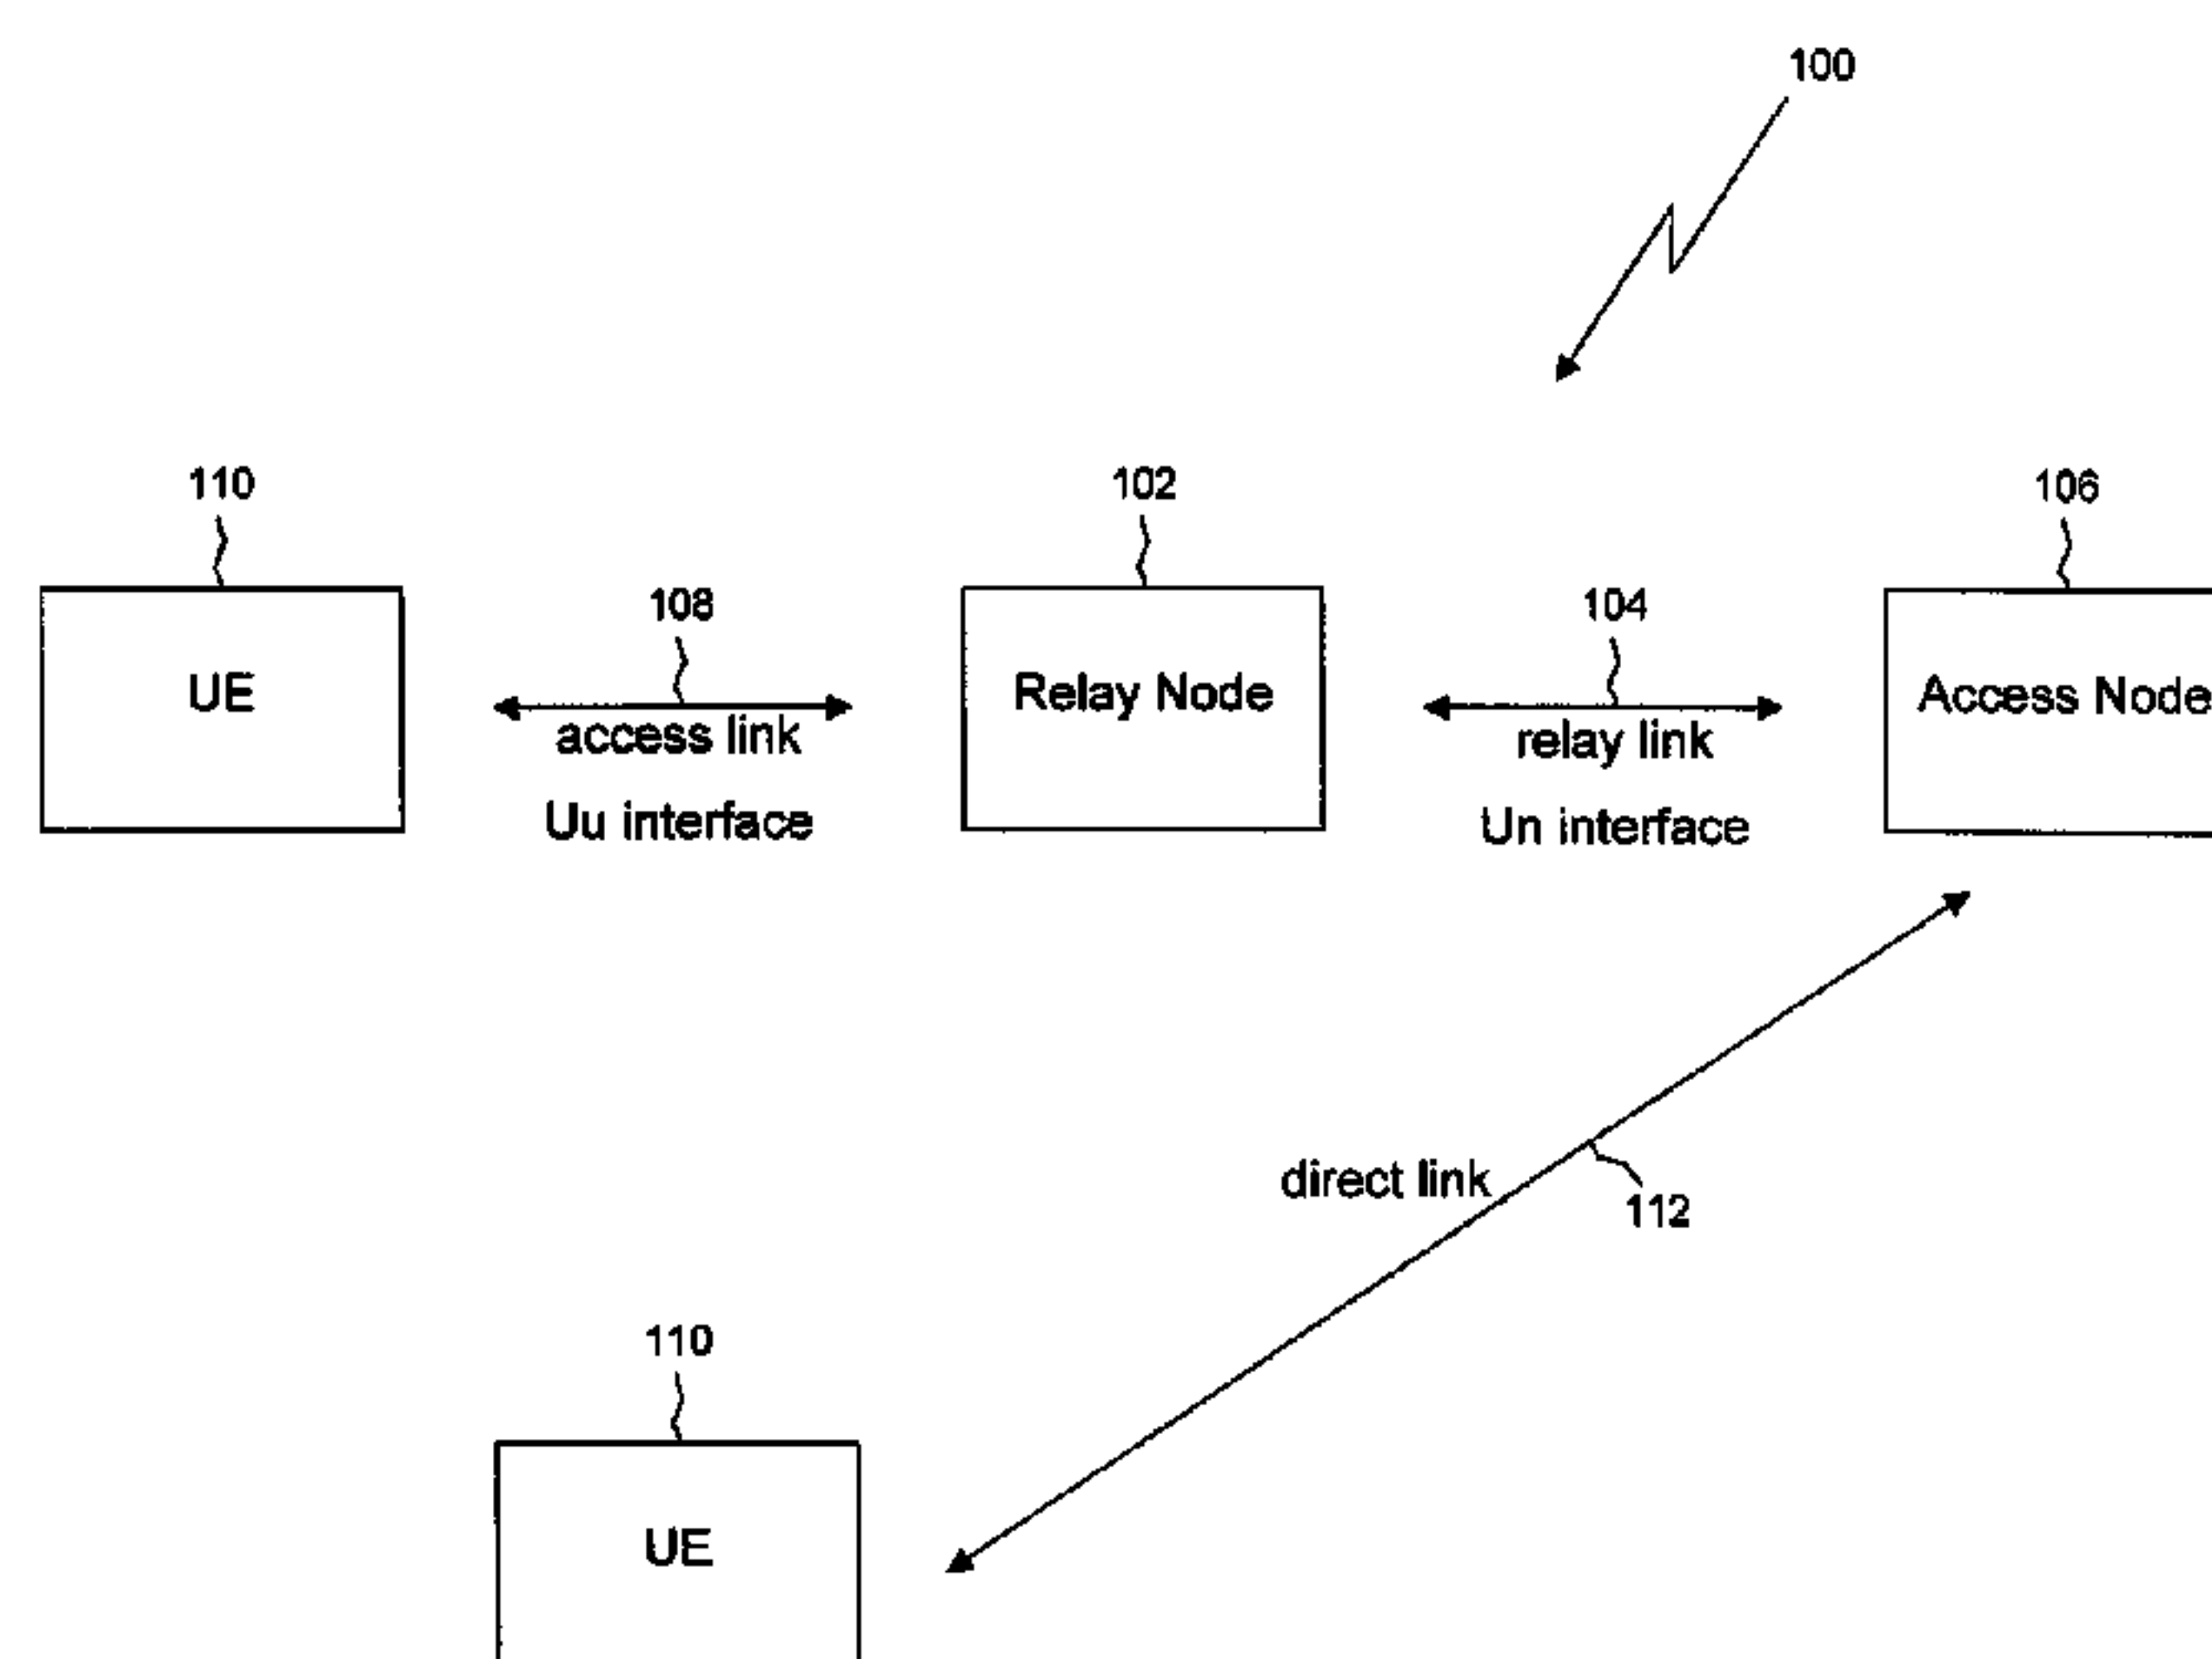 100
110
102
106
108
104
UE
Relay Node
Access Node
access link
relay link
Uu interface
Un interface
direct link
112
110
UE